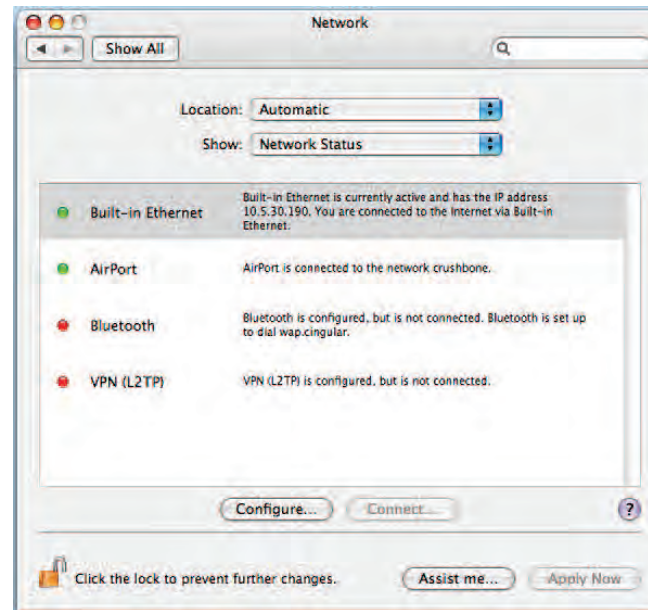 Network
Show All
Location: Automatic
Show: Network Status
Built-in Ethernet
Built-in Ethernet is currently active and has the IP address
10.5.30.190. You are connected to the Internet via Built-in
Ethernet.
AirPort
AirPort is connected to the network crushbone.
Bluetooth
Bluetooth is configured, but is not connected. Bluetooth is set up
to dial wap.cingular.
VPN (L2TP)
VPN (L2TP) is configured, but is not connected.
Configure... Connect... ?
Click the lock to prevent further changes. Assist me... Apply Now